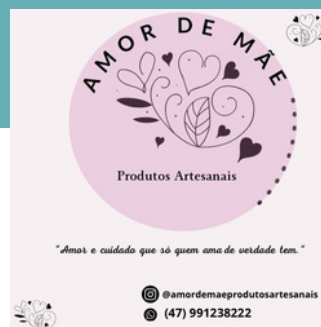 AMOR DE MÃE
Produtos Artesanais
"Amor e cuidado que só quem ama de verdade tem."
@amordemaeprodutosartesanais
(47) 991238222